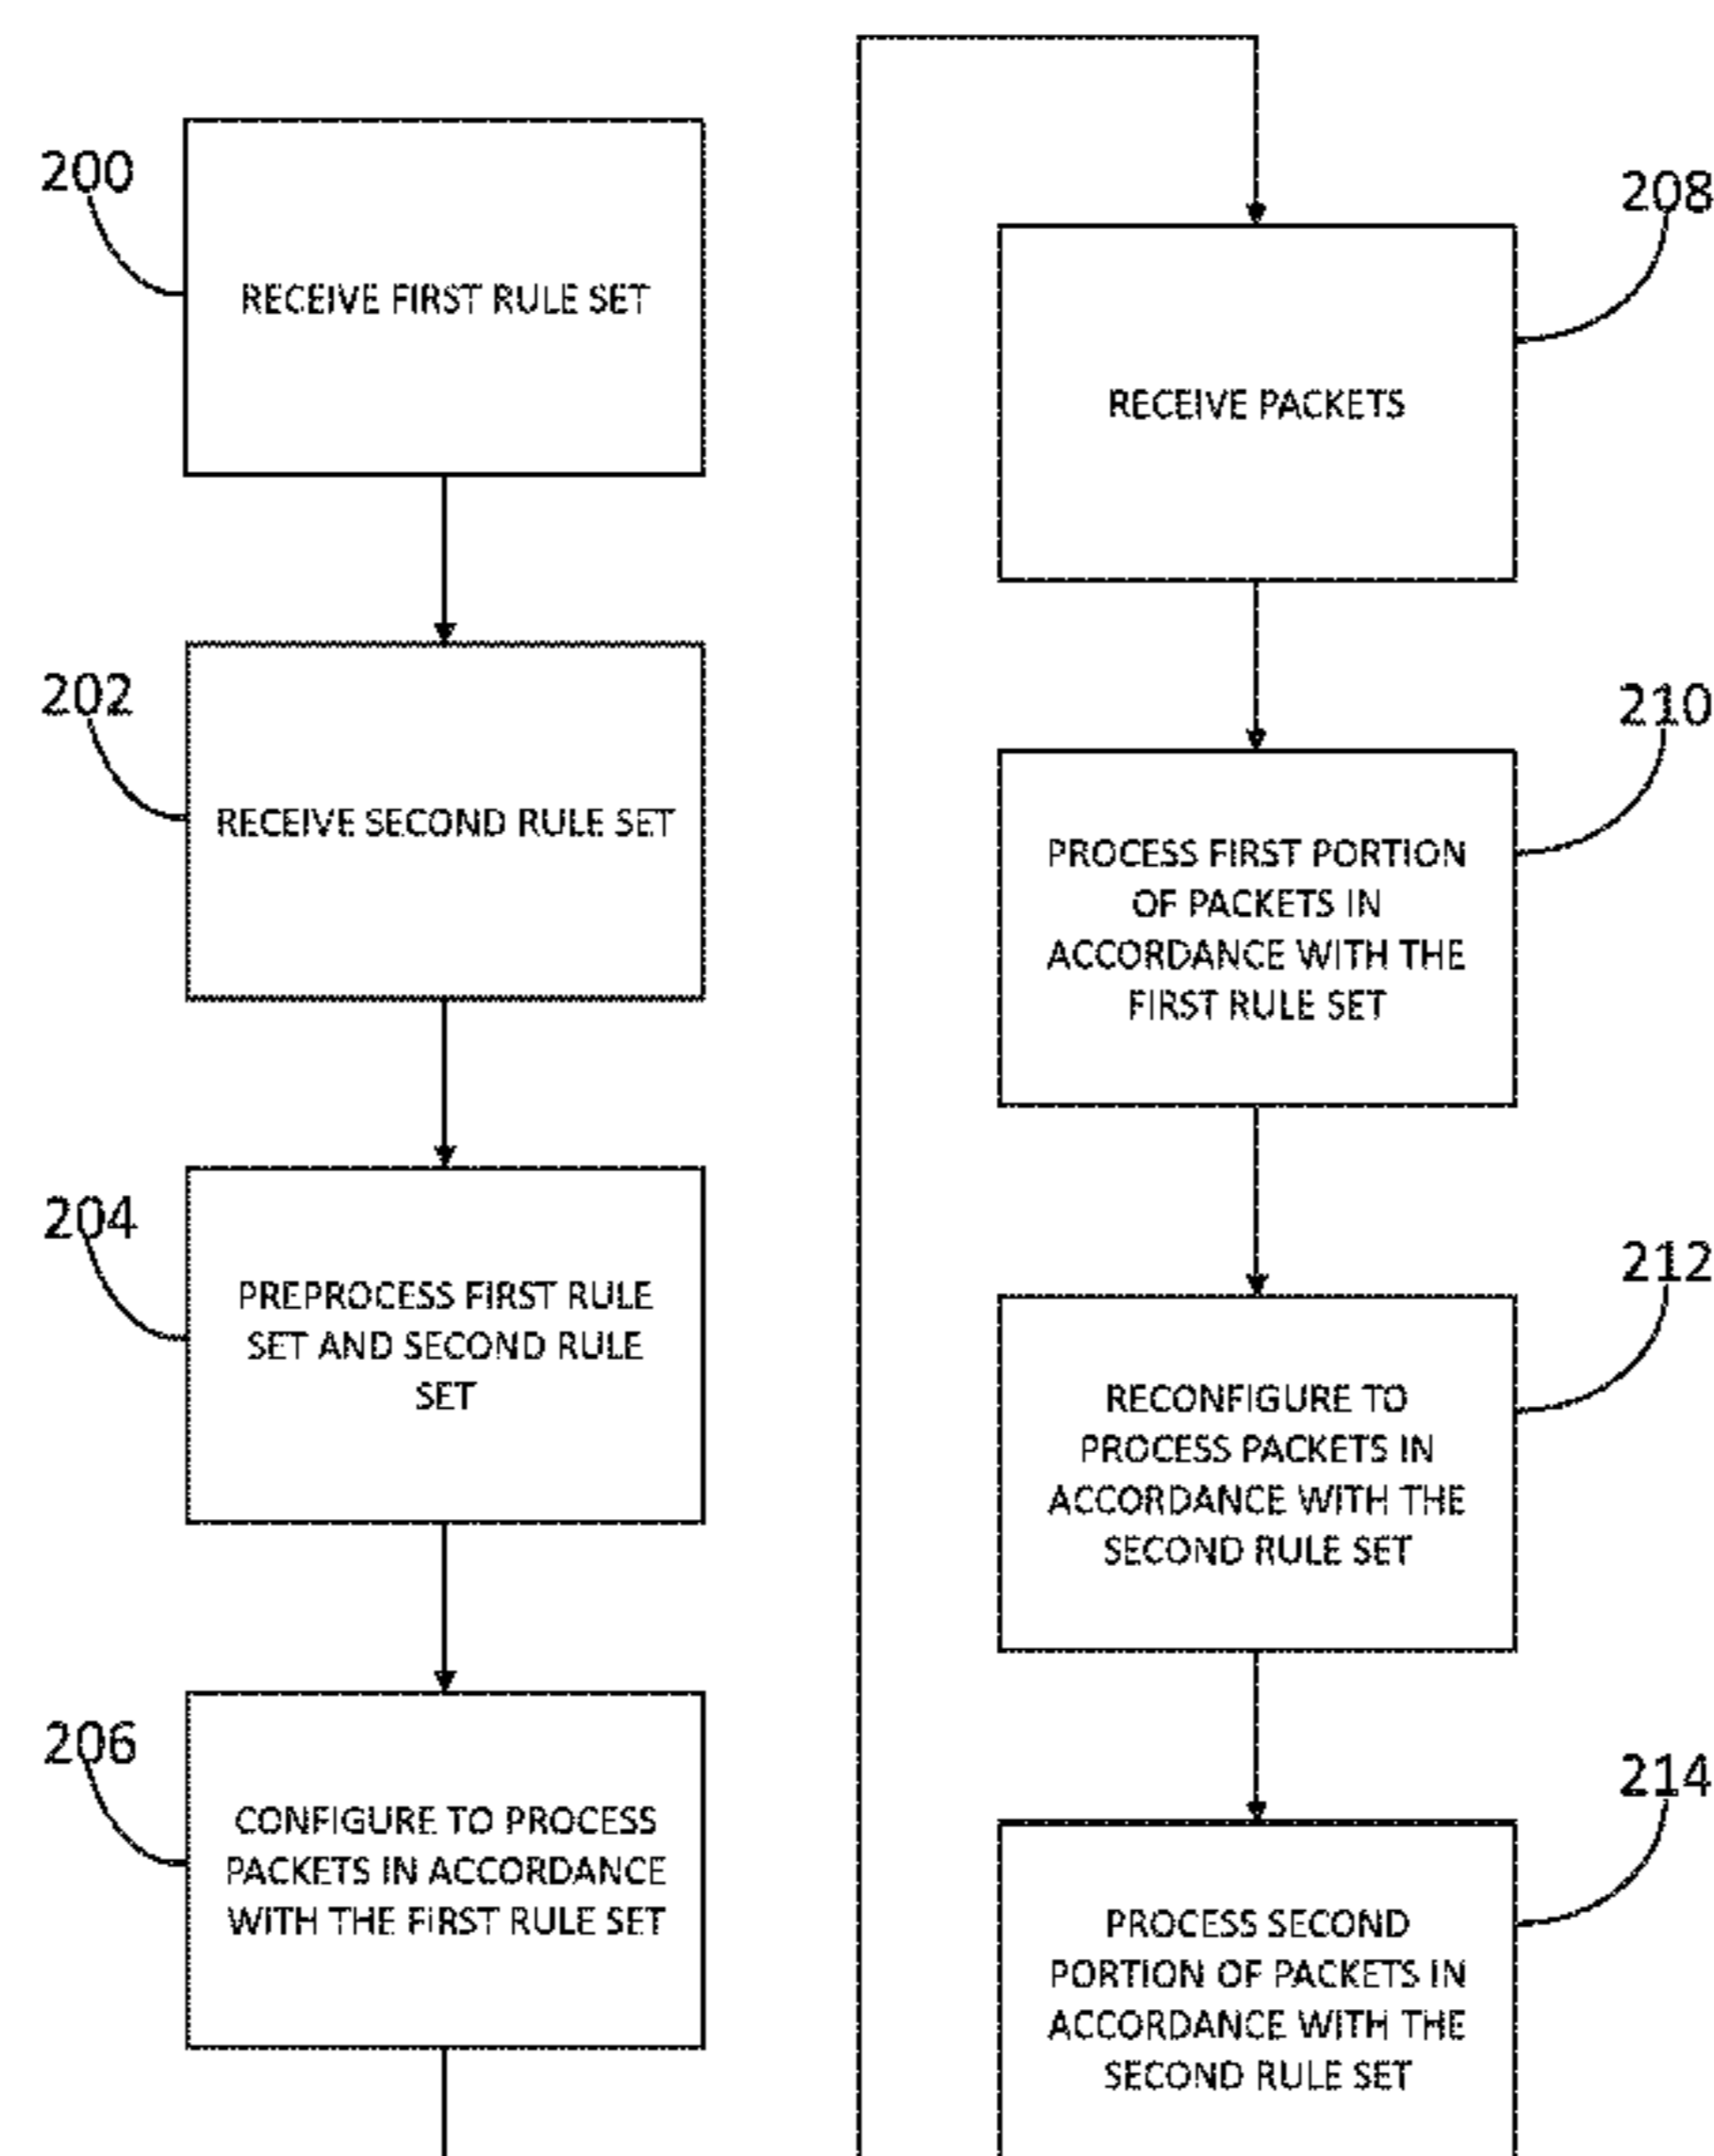 200
RECEIVE FIRST RULE SET
202
RECEIVE SECOND RULE SET
204
PREPROCESS FIRST RULE
SET AND SECOND RULE
SET
206
CONFIGURE TO PROCESS
PACKETS IN ACCORDANCE
WITH THE FIRST RULE SET
208
RECEIVE PACKETS
210
PROCESS FIRST PORTION
OF PACKETS IN
ACCORDANCE WITH THE
FIRST RULE SET
212
RECONFIGURE TO
PROCESS PACKETS IN
ACCORDANCE WITH THE
SECOND RULE SET
214
PROCESS SECOND
PORTION OF PACKETS IN
ACCORDANCE WITH THE
SECOND RULE SET